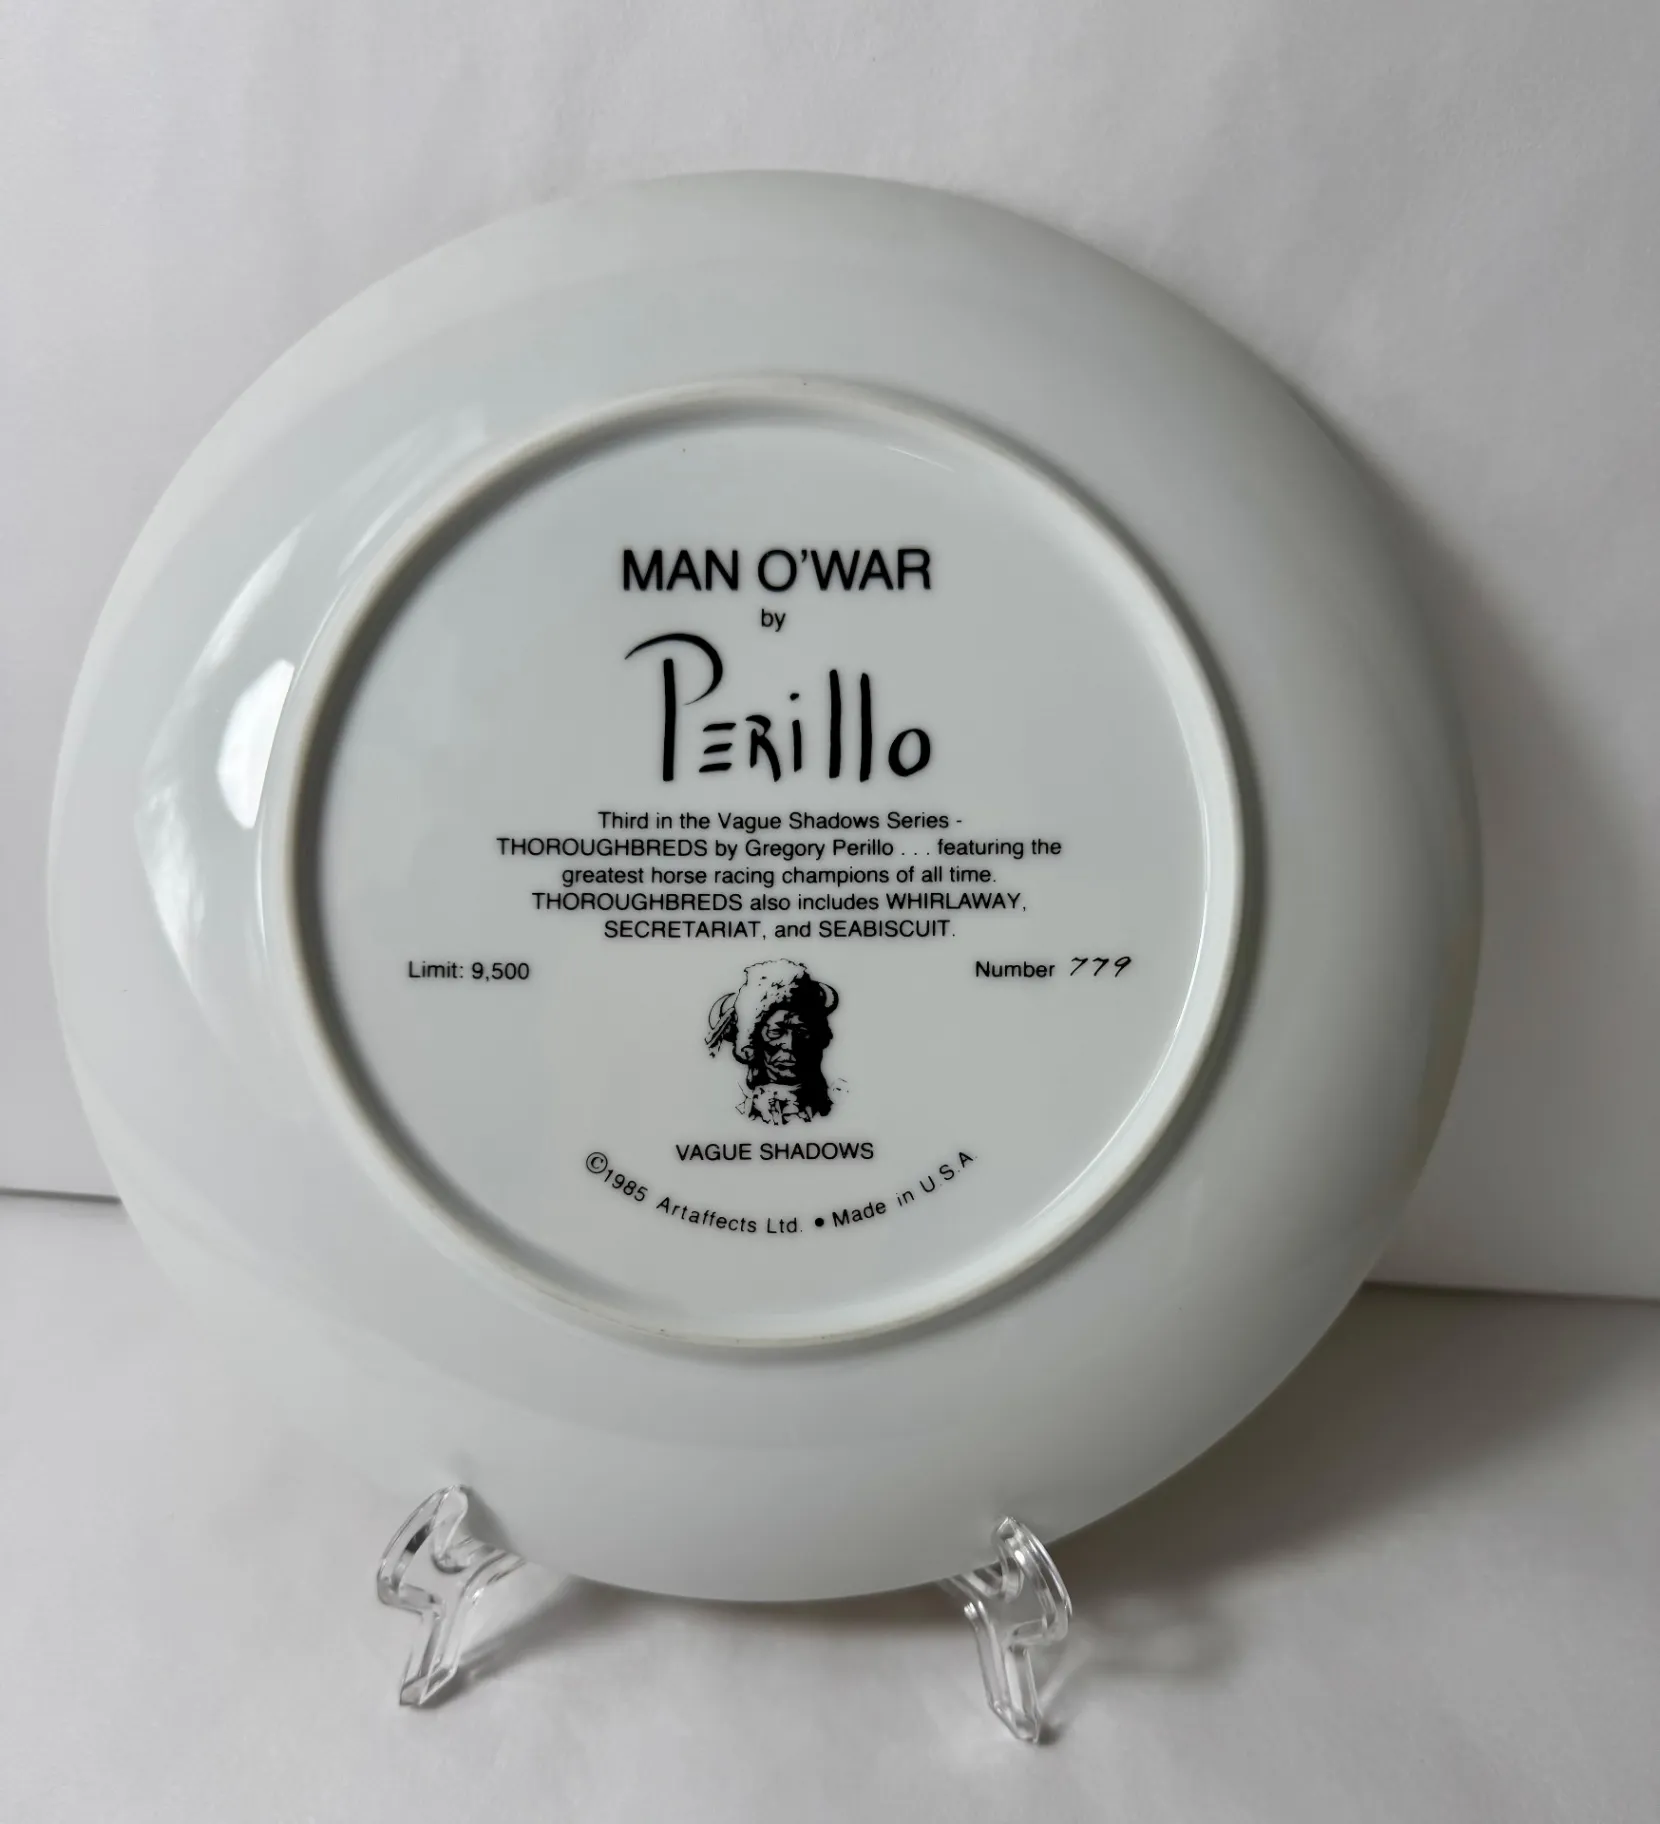 MAN O'WAR
by
PERillo
Third in the Vague Shadows Series -
THOROUGHBREDS by Gregory Perillo . . . featuring the
greatest horse racing champions of all time.
THOROUGHBREDS also includes WHIRLAWAY,
SECRETARIAT, and SEABISCUIT.
Limit: 9,500
Number 779
VAGUE SHADOWS
©1985 Artaffects Ltd. • Made in U.S.A.